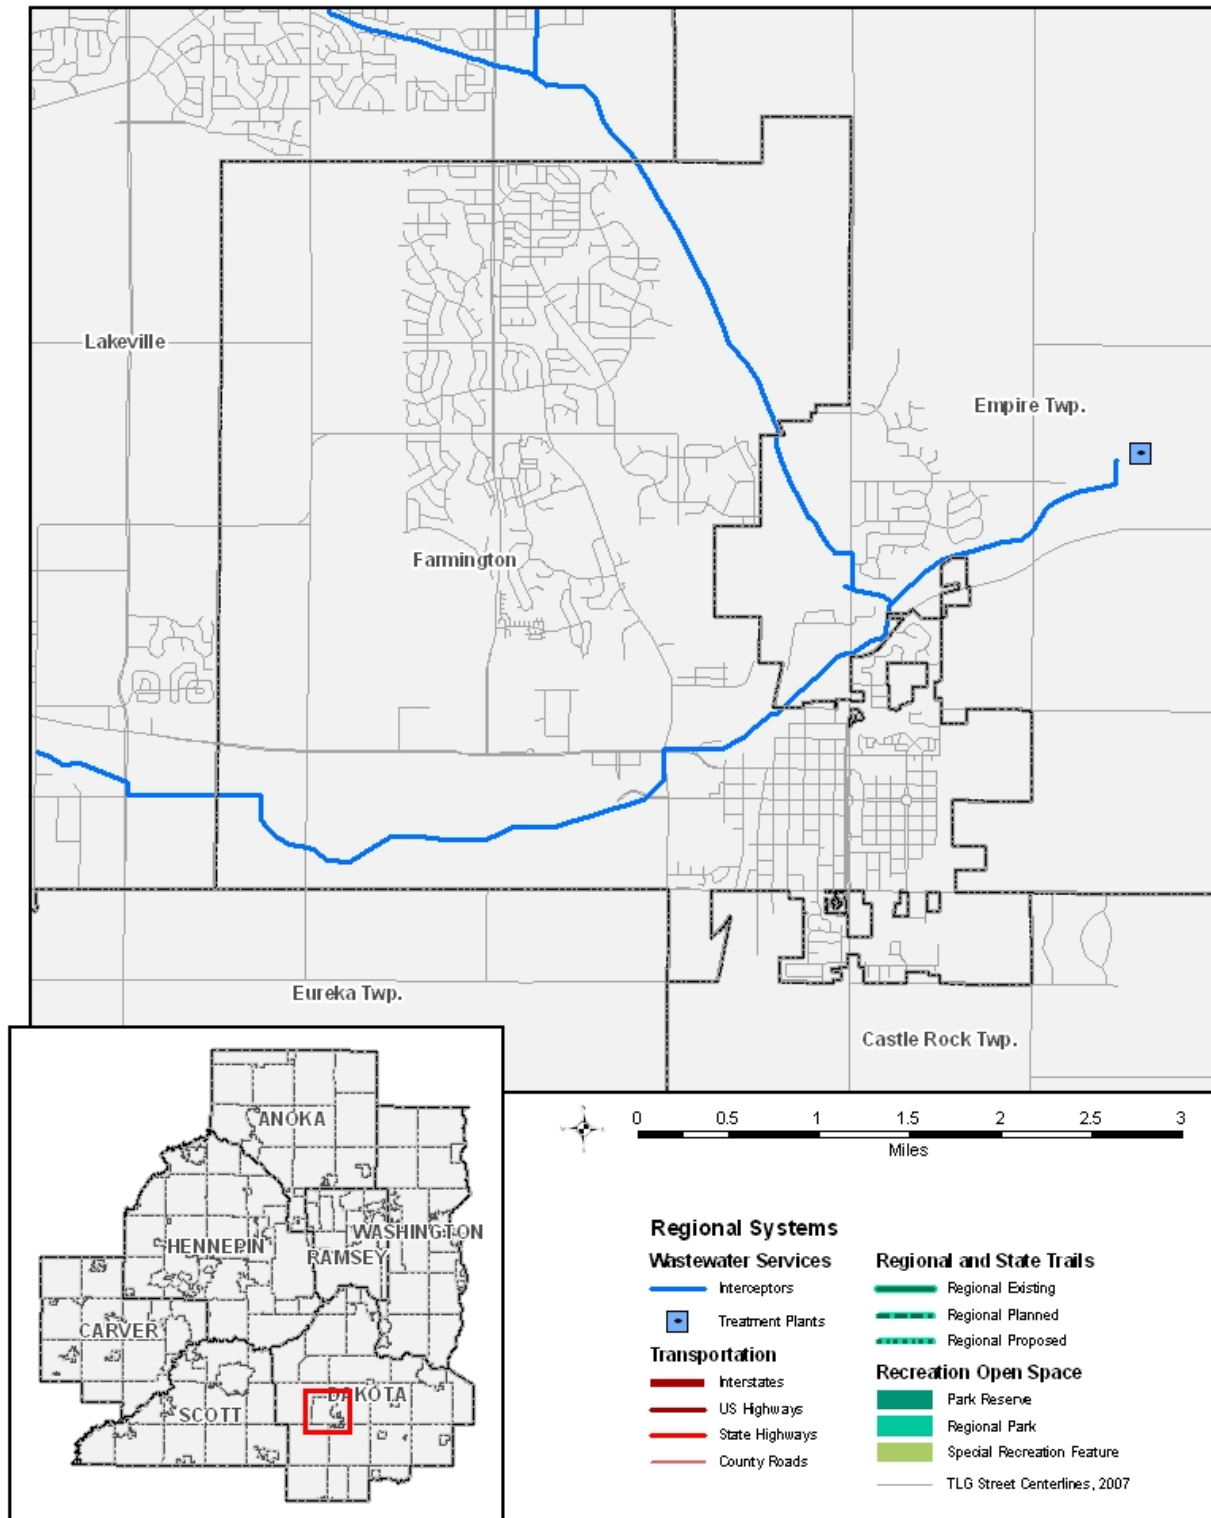 Lakeville
Empire Twp.
Farmington
Eureka Twp.
Castle Rock Twp.
ANOKA
WASHINGTON
HENNEPIN
RAMSEY
CARVER
DAKOTA
SCOTT
0 0.5 1 1.5 2 2.5 3
Miles
Regional Systems
Wastewater Services
Interceptors
Treatment Plants
Transportation
Interstates
US Highways
State Highways
County Roads
Regional and State Trails
Regional Existing
Regional Planned
Regional Proposed
Recreation Open Space
Park Reserve
Regional Park
Special Recreation Feature
TLG Street Centerlines, 2007